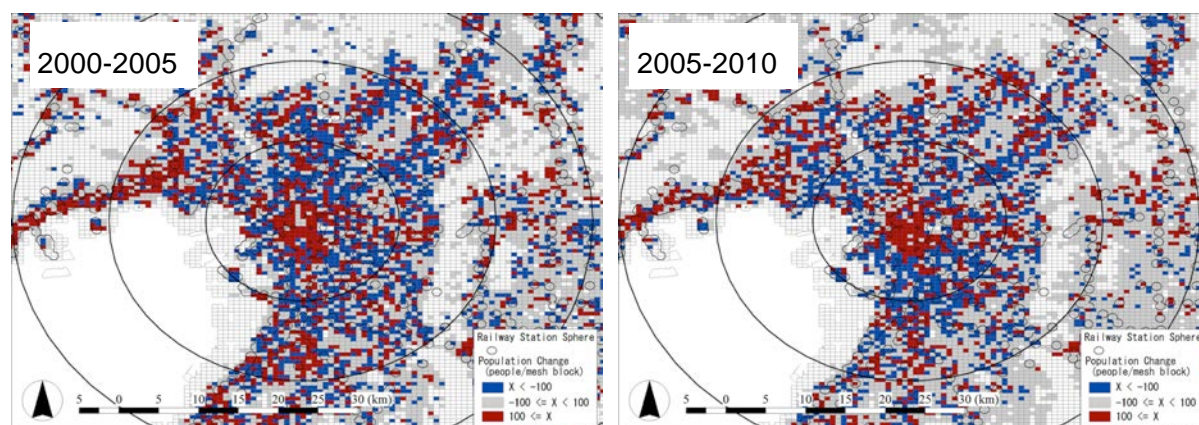 2000-2005
Railway Station Sphere
Population Change
(people/mesh block)
X < -100
-100 <= X < 100
100 <= X
5 0 5 10 15 20 25 30 (km)
2005-2010
Railway Station Sphere
Population Change
(people/mesh block)
X < -100
-100 <= X < 100
100 <= X
5 0 5 10 15 20 25 30 (km)